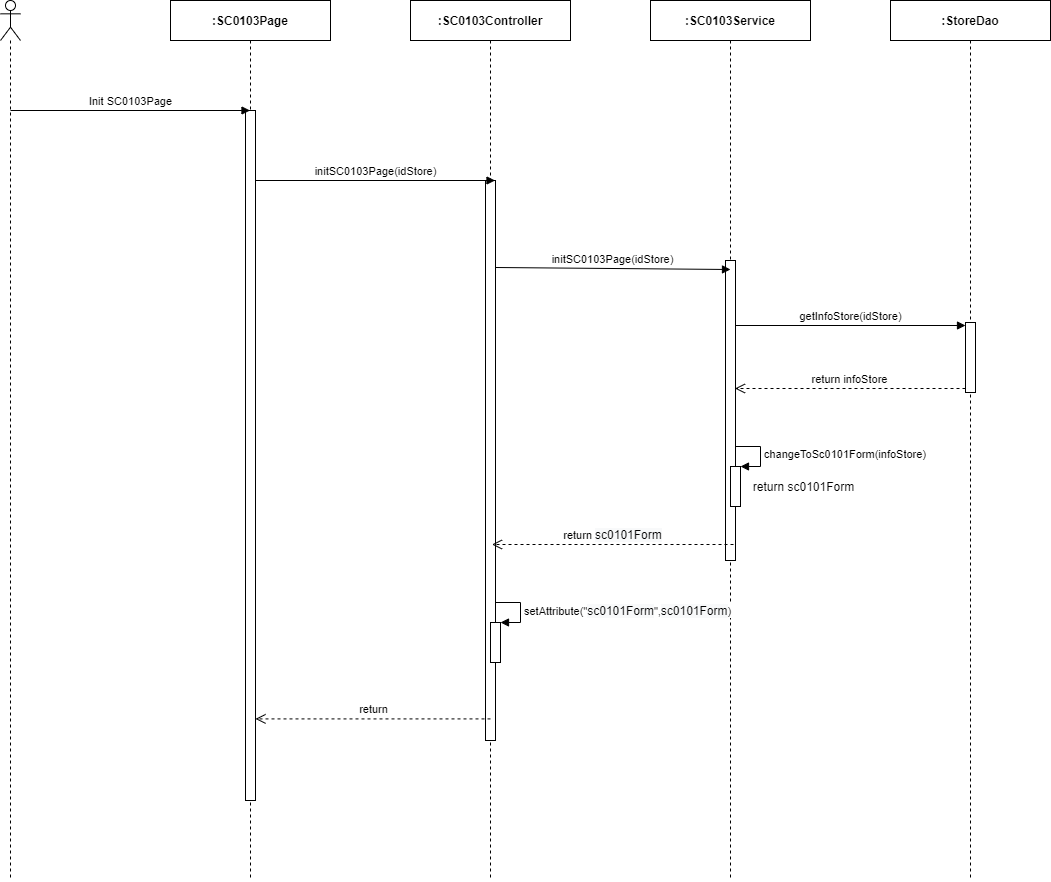 :SC0103Page
:SC0103Controller
:SC0103Service
:StoreDao
Init SC0103Page
initSC0103Page(idStore)
initSC0103Page(idStore)
getInfoStore(idStore)
return infoStore
changeToSc0101Form(infoStore)
return sc0101Form
return sc0101Form
setAttribute("sc0101Form",sc0101Form)
return